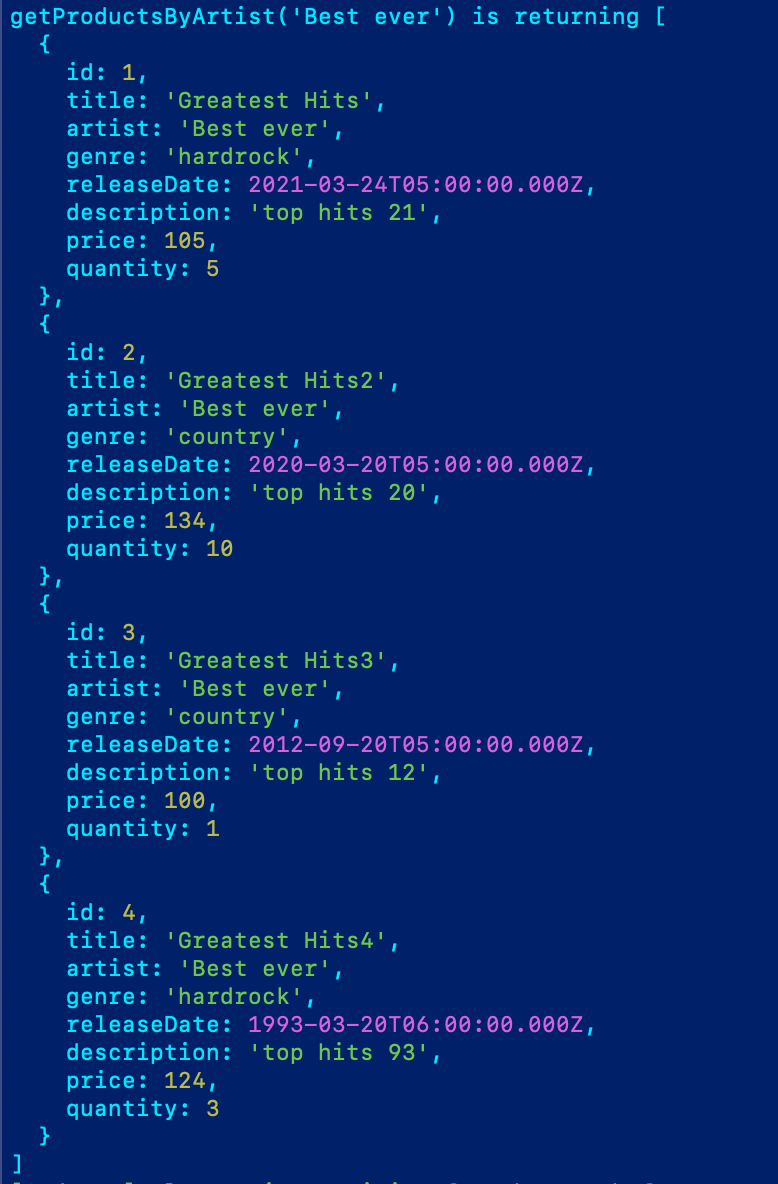 getProductsByArtist('Best ever') is returning [
  {
    id: 1,
    title: 'Greatest Hits',
    artist: 'Best ever',
    genre: 'hardrock',
    releaseDate: 2021-03-24T05:00:00.000Z,
    description: 'top hits 21',
    price: 105,
    quantity: 5
  },
  {
    id: 2,
    title: 'Greatest Hits2',
    artist: 'Best ever',
    genre: 'country',
    releaseDate: 2020-03-20T05:00:00.000Z,
    description: 'top hits 20',
    price: 134,
    quantity: 10
  },
  {
    id: 3,
    title: 'Greatest Hits3',
    artist: 'Best ever',
    genre: 'country',
    releaseDate: 2012-09-20T05:00:00.000Z,
    description: 'top hits 12',
    price: 100,
    quantity: 1
  },
  {
    id: 4,
    title: 'Greatest Hits4',
    artist: 'Best ever',
    genre: 'hardrock',
    releaseDate: 1993-03-20T06:00:00.000Z,
    description: 'top hits 93',
    price: 124,
    quantity: 3
  }
]